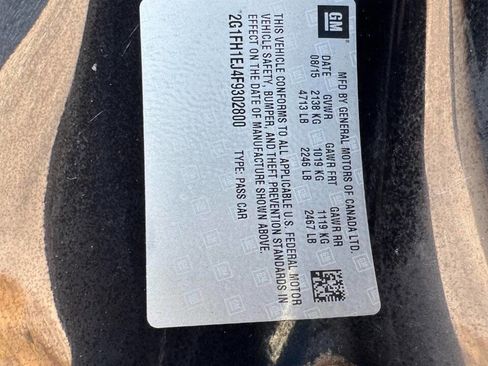 GM
MFD BY GENERAL MOTORS OF CANADA LTD.
DATE GVWR GAWR FRT GAWR RR
08/15 2138 KG 1019 KG 1119 KG
4713 LB 2246 LB 2467 LB
THIS VEHICLE CONFORMS TO ALL APPLICABLE U.S. FEDERAL MOTOR
VEHICLE SAFETY, BUMPER, AND THEFT PREVENTION STANDARDS IN
EFFECT ON THE DATE OF MANUFACTURE SHOWN ABOVE.
2G1FH1EJ4F9302800 TYPE: PASS CAR